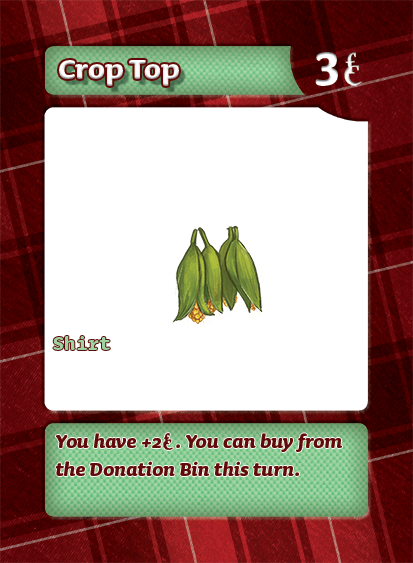 Crop Top
3
Shirt
You have +2 . You can buy from
the Donation Bin this turn.